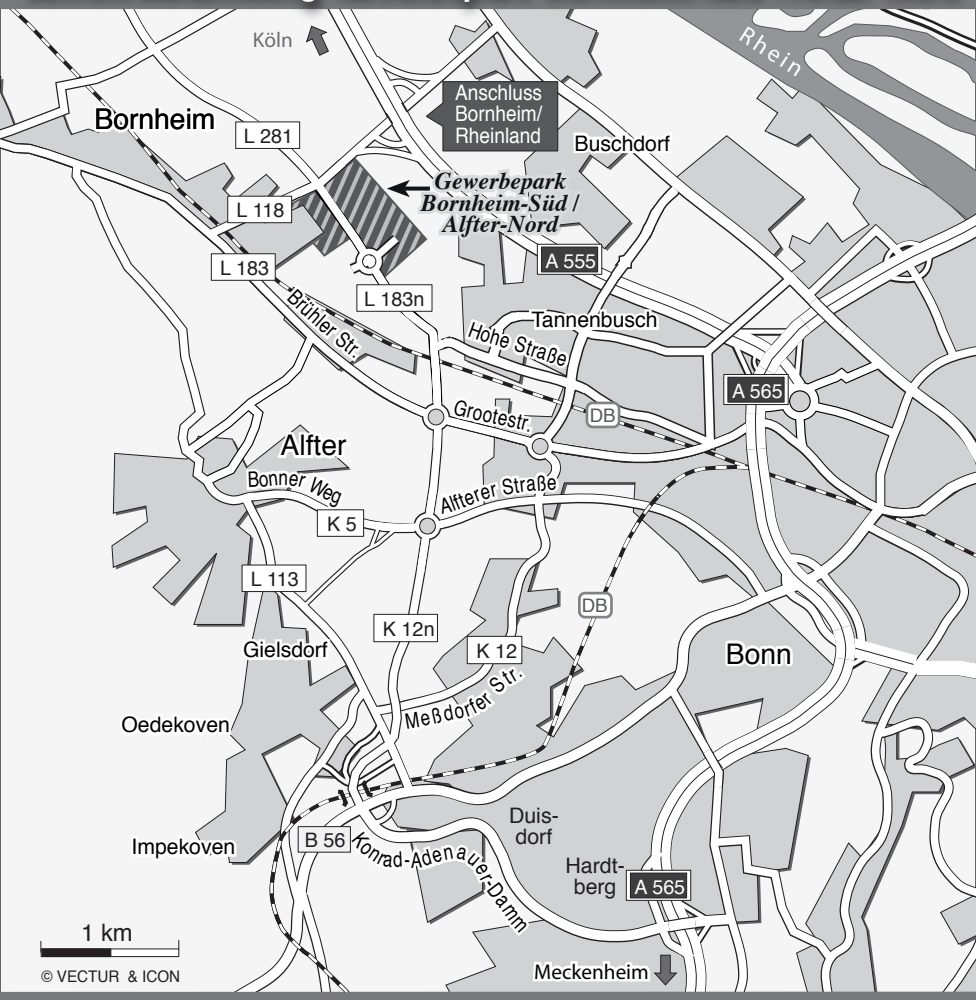 Köln
Rhein
Anschluss
Bornheim/
Rheinland
Bornheim
L 281
Buschdorf
Gewerbepark
Bornheim-Süd /
Alfter-Nord
L 118
A 555
L 183
L 183n
Brühler Str.
Tannenbusch
Hohe Straße
A 565
Grootestr.
DB
Alfter
Bonner Weg
Alfterer Straße
K 5
L 113
DB
K 12n
Gielsdorf
K 12
Bonn
Meßdorfer Str.
Oedekoven
Duis-
dorf
B 56
Impekoven
Konrad-Adenauer-Damm
Hardt-
berg
A 565
1 km
Meckenheim
© VECTUR & ICON